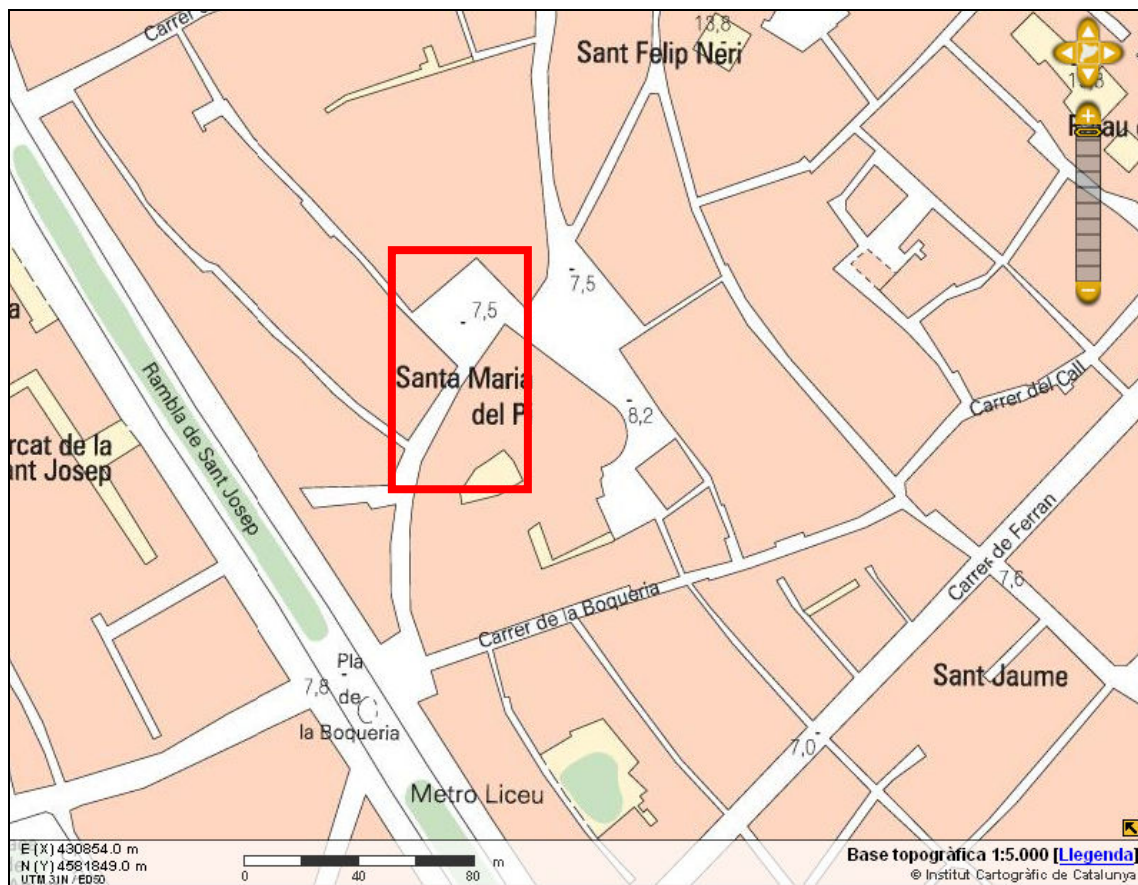 13,8
Sant Felip Neri
7,5
7,5
Santa Maria
del P
8,2
Carrer del Call
Rambla de Sant Josep
rcat de la
nt Josep
Carrer de Ferran
7,6
Carrer de la Boqueria
Sant Jaume
Pla
7,8 de
la Boqueria
7,0
Metro Liceu
E (X) 430854.0 m
N (Y) 4581849.0 m
UTM 31N / ED50
0 40 80 m
Base topogràfica 1:5.000 [Llegenda]
© Institut Cartogràfic de Catalunya